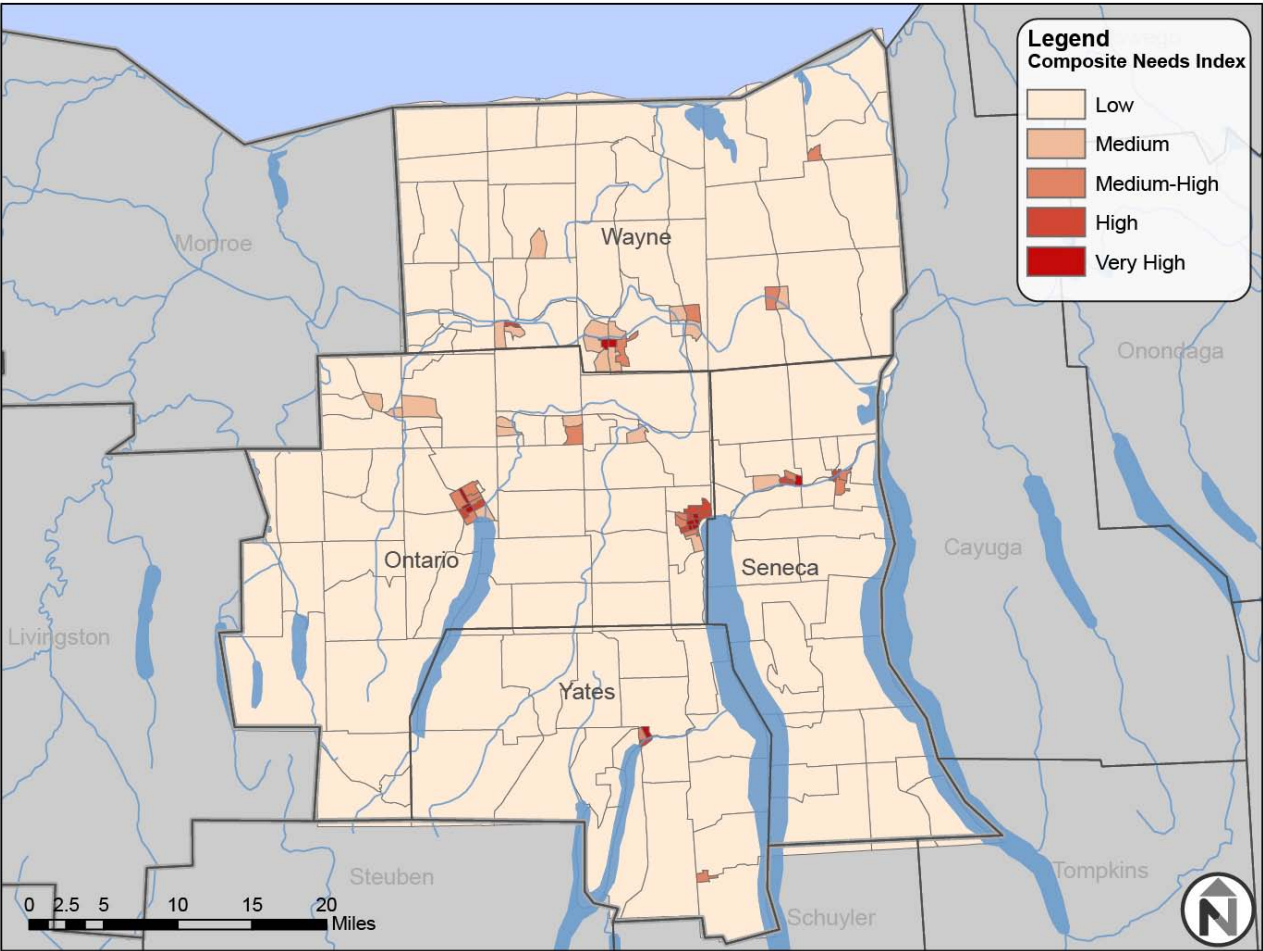 Legend
Composite Needs Index
Low
Medium
Medium-High
High
Very High
Monroe
Wayne
Onondaga
Ontario
Seneca
Cayuga
Livingston
Yates
Steuben
Tompkins
Schuyler
0 2.5 5 10 15 20
Miles
N